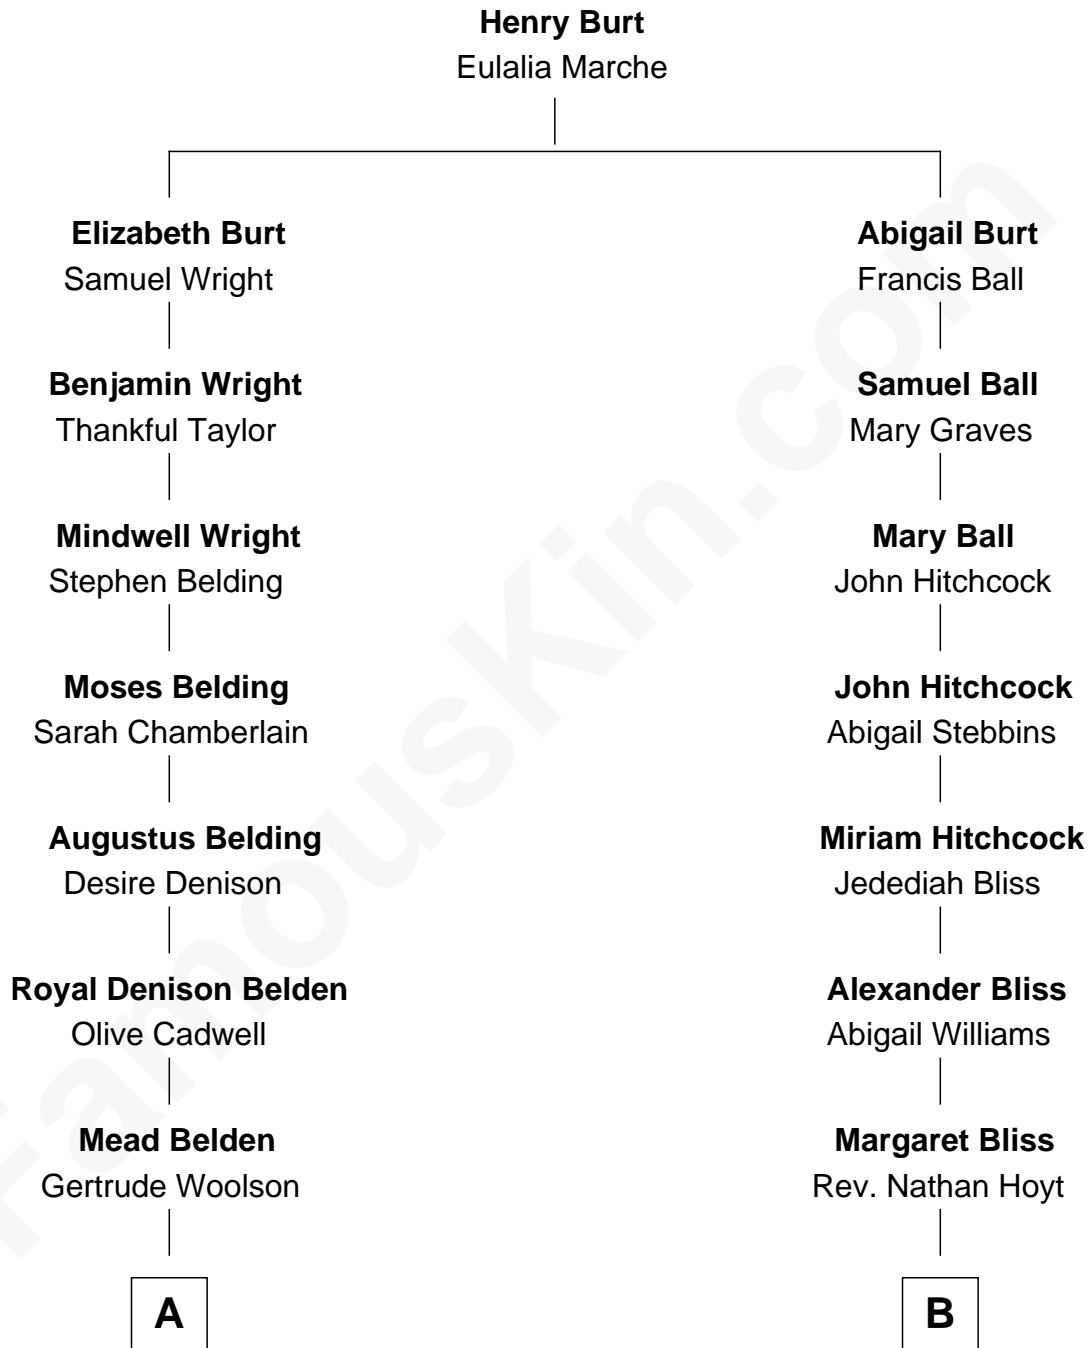 Henry Burt
Eulalia Marche
Elizabeth Burt
Samuel Wright
Abigail Burt
Francis Ball
Benjamin Wright
Thankful Taylor
Samuel Ball
Mary Graves
Mindwell Wright
Stephen Belding
Mary Ball
John Hitchcock
Moses Belding
Sarah Chamberlain
John Hitchcock
Abigail Stebbins
Augustus Belding
Desire Denison
Miriam Hitchcock
Jedediah Bliss
Royal Denison Belden
Olive Cadwell
Alexander Bliss
Abigail Williams
Mead Belden
Gertrude Woolson
Margaret Bliss
Rev. Nathan Hoyt
A
B
FamousKin.com